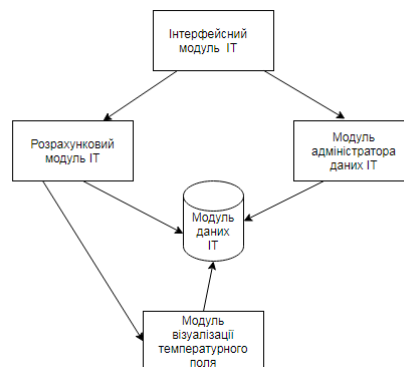 Інтерфейсний
модуль ІТ
Розрахунковий
модуль ІТ
Модуль
адміністратора
даних ІТ
Модуль
даних
ІТ
Модуль
візуалізації
температурного
поля